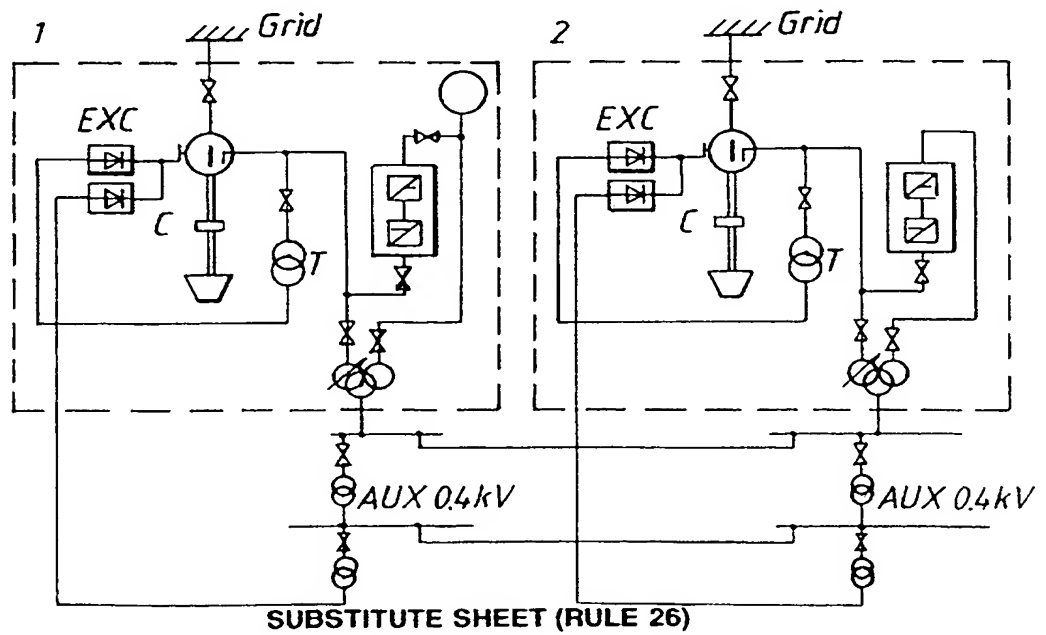 1
Grid
2
Grid
EXC
EXC
C
T
C
T
AUX 0.4kV
AUX 0.4kV
SUBSTITUTE SHEET (RULE 26)